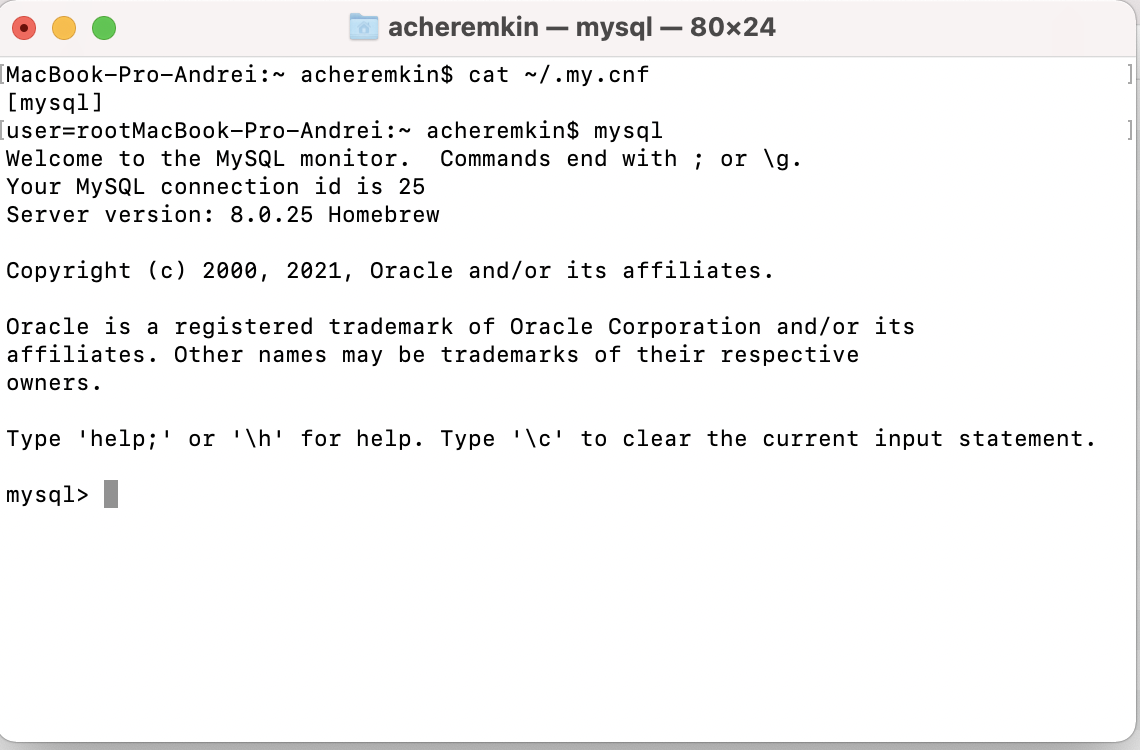 acheremkin — mysql — 80×24
[MacBook-Pro-Andrei:~ acheremkin$ cat ~/.my.cnf ]
[mysql]
[user=rootMacBook-Pro-Andrei:~ acheremkin$ mysql ]
Welcome to the MySQL monitor.  Commands end with ; or \g.
Your MySQL connection id is 25
Server version: 8.0.25 Homebrew
Copyright (c) 2000, 2021, Oracle and/or its affiliates.
Oracle is a registered trademark of Oracle Corporation and/or its
affiliates. Other names may be trademarks of their respective
owners.
Type 'help;' or '\h' for help. Type '\c' to clear the current input statement.
mysql>